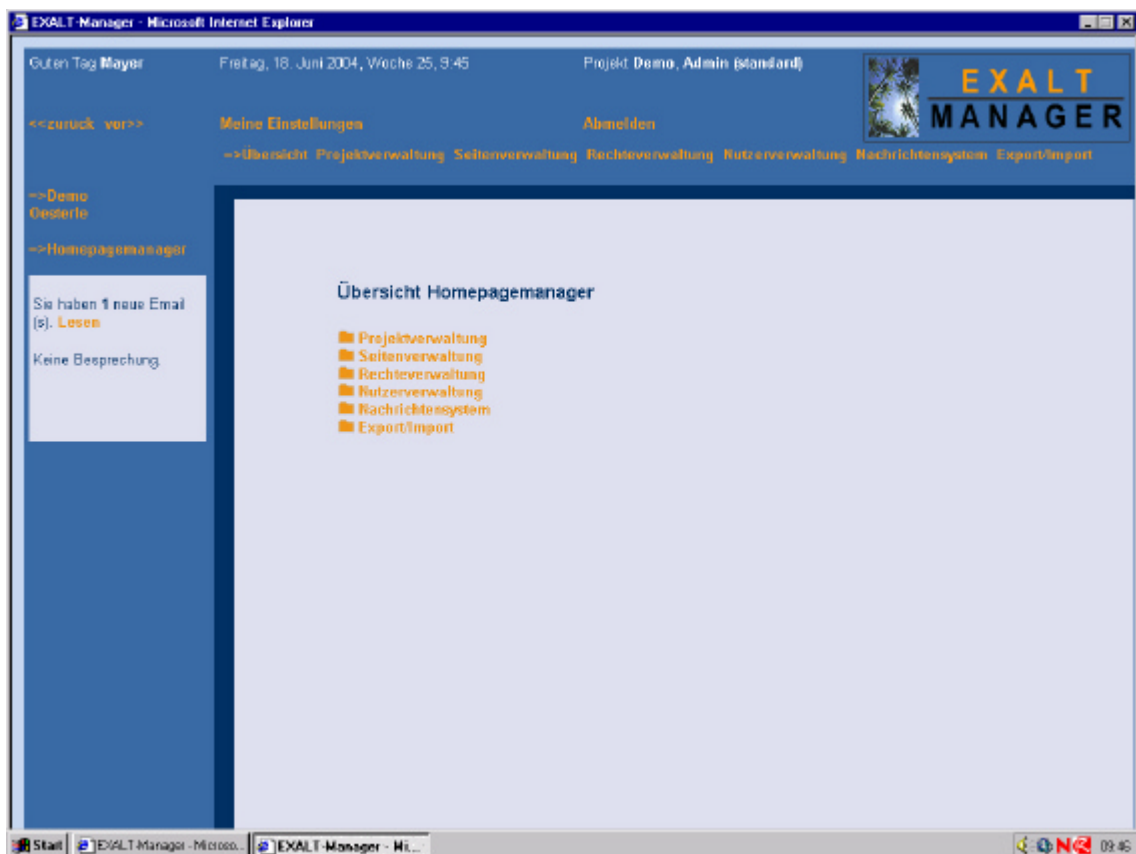 EXALT-Manager - Microsoft Internet Explorer
Guten Tag Mayer Freitag, 18. Juni 2004, Woche 25, 9:45 Projekt Demo, Admin (standard)
EXALT
MANAGER
<<zurück vor>> Meine Einstellungen Abmelden
->Übersicht Projektverwaltung Seitenverwaltung Rechteverwaltung Nutzerverwaltung Nachrichtensystem Export/Import
->Demo
Oesterle
->Homepagemanager
Sie haben 1 neue Email
(s). Lesen
Keine Besprechung.
Übersicht Homepagemanager
Projektverwaltung
Seitenverwaltung
Rechteverwaltung
Nutzerverwaltung
Nachrichtensystem
Export/Import
Start EXALT-Manager - Microso... EXALT-Manager - Mi... N 09:46